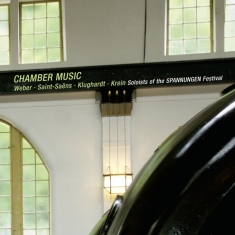 CHAMBER MUSIC
Weber · Saint-Saëns · Klughardt · Krein Soloists of the SPANNUNGEN Festival